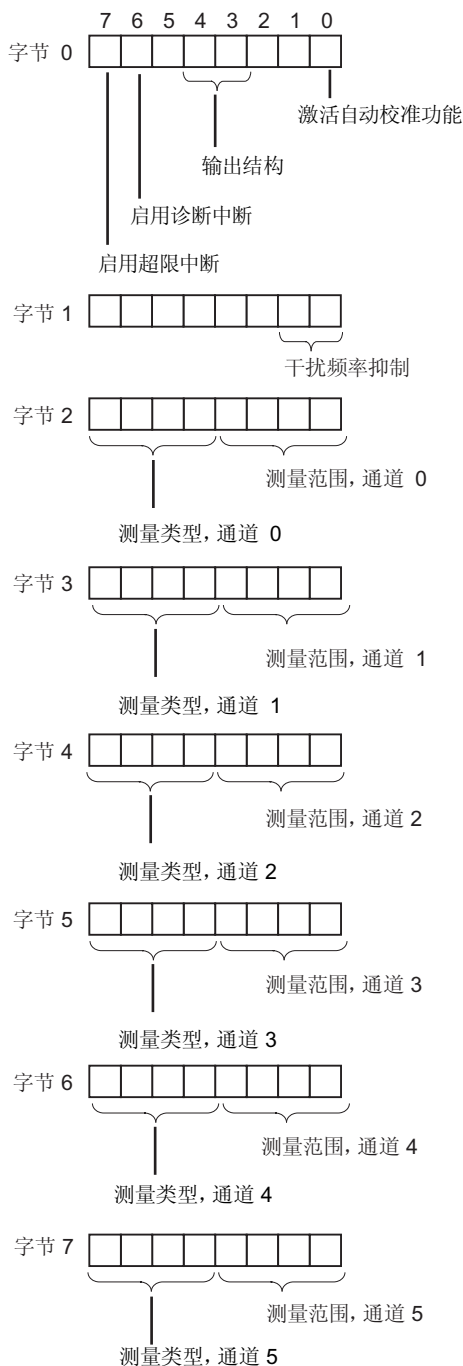 7 6 5 4 3 2 1 0
字节 0
激活自动校准功能
输出结构
启用诊断中断
启用超限中断
字节 1
干扰频率抑制
字节 2
测量范围,通道 0
测量类型,通道 0
字节 3
测量范围,通道 1
测量类型,通道 1
字节 4
测量范围,通道 2
测量类型,通道 2
字节 5
测量范围,通道 3
测量类型,通道 3
字节 6
测量范围,通道 4
测量类型,通道 4
字节 7
测量范围,通道 5
测量类型,通道 5